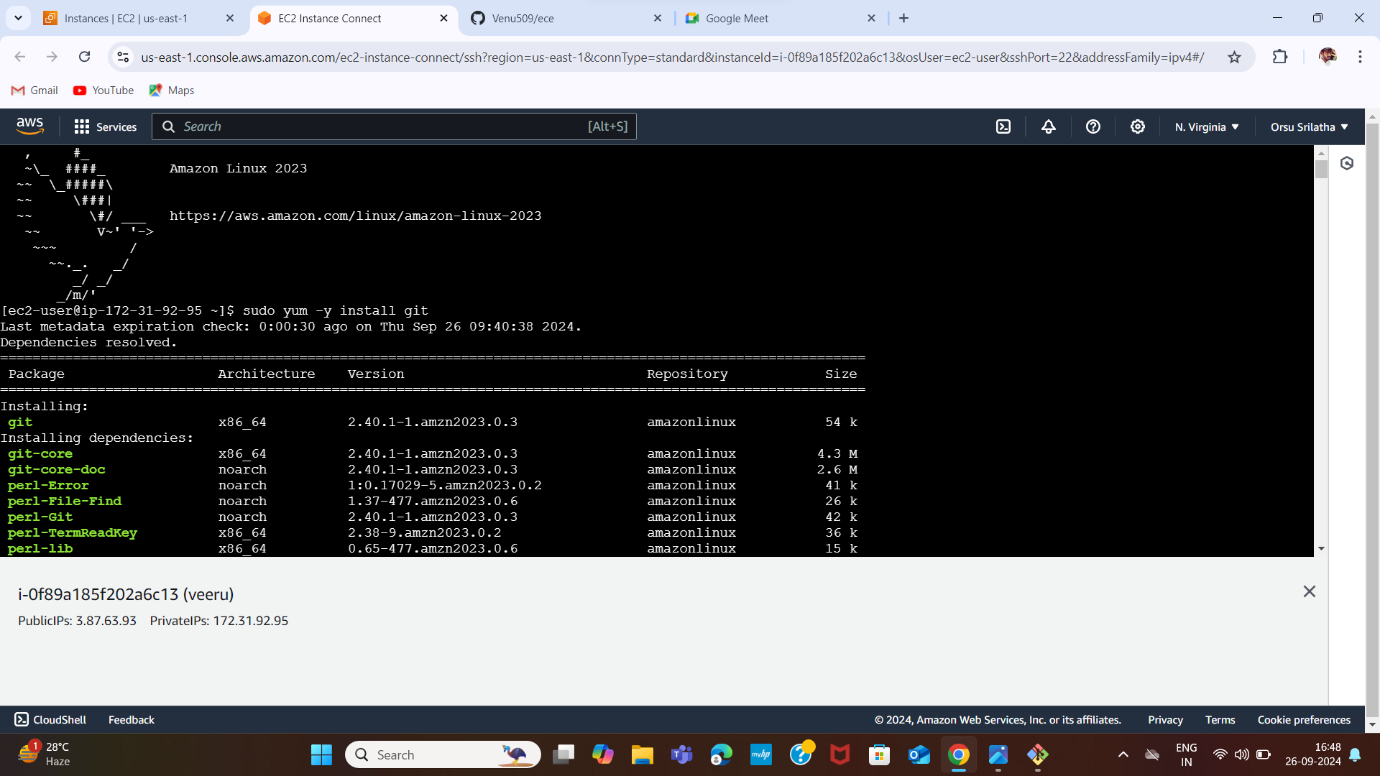 Instances | EC2 | us-east-1
EC2 Instance Connect
Venu509/ece
Google Meet
us-east-1.console.aws.amazon.com/ec2-instance-connect/ssh?region=us-east-1&connType=standard&instanceId=i-0f89a185f202a6c13&osUser=ec2-user&sshPort=22&addressFamily=ipv4#/
Gmail YouTube Maps
aws Services Search [Alt+S] N. Virginia ▼ Orsu Srilatha ▼
   ,     #_
   ~\_  ####_        Amazon Linux 2023
  ~~  \_#####\
  ~~     \###|
  ~~       \#/ ___   https://aws.amazon.com/linux/amazon-linux-2023
   ~~       V~' '->
    ~~~         /
      ~~._.   _/
         _/ _/
       _/m/'
[ec2-user@ip-172-31-92-95 ~]$ sudo yum -y install git
Last metadata expiration check: 0:00:30 ago on Thu Sep 26 09:40:38 2024.
Dependencies resolved.
Package Architecture Version Repository Size
Installing:
git x86_64 2.40.1-1.amzn2023.0.3 amazonlinux 54 k
Installing dependencies:
git-core x86_64 2.40.1-1.amzn2023.0.3 amazonlinux 4.3 M
git-core-doc noarch 2.40.1-1.amzn2023.0.3 amazonlinux 2.6 M
perl-Error noarch 1:0.17029-5.amzn2023.0.2 amazonlinux 41 k
perl-File-Find noarch 1.37-477.amzn2023.0.6 amazonlinux 26 k
perl-Git noarch 2.40.1-1.amzn2023.0.3 amazonlinux 42 k
perl-TermReadKey x86_64 2.38-9.amzn2023.0.2 amazonlinux 36 k
perl-lib x86_64 0.65-477.amzn2023.0.6 amazonlinux 15 k
i-0f89a185f202a6c13 (veeru)
PublicIPs: 3.87.63.93 PrivateIPs: 172.31.92.95
CloudShell Feedback © 2024, Amazon Web Services, Inc. or its affiliates. Privacy Terms Cookie preferences
1 28°C Search ENG 16:48
Haze IN 26-09-2024